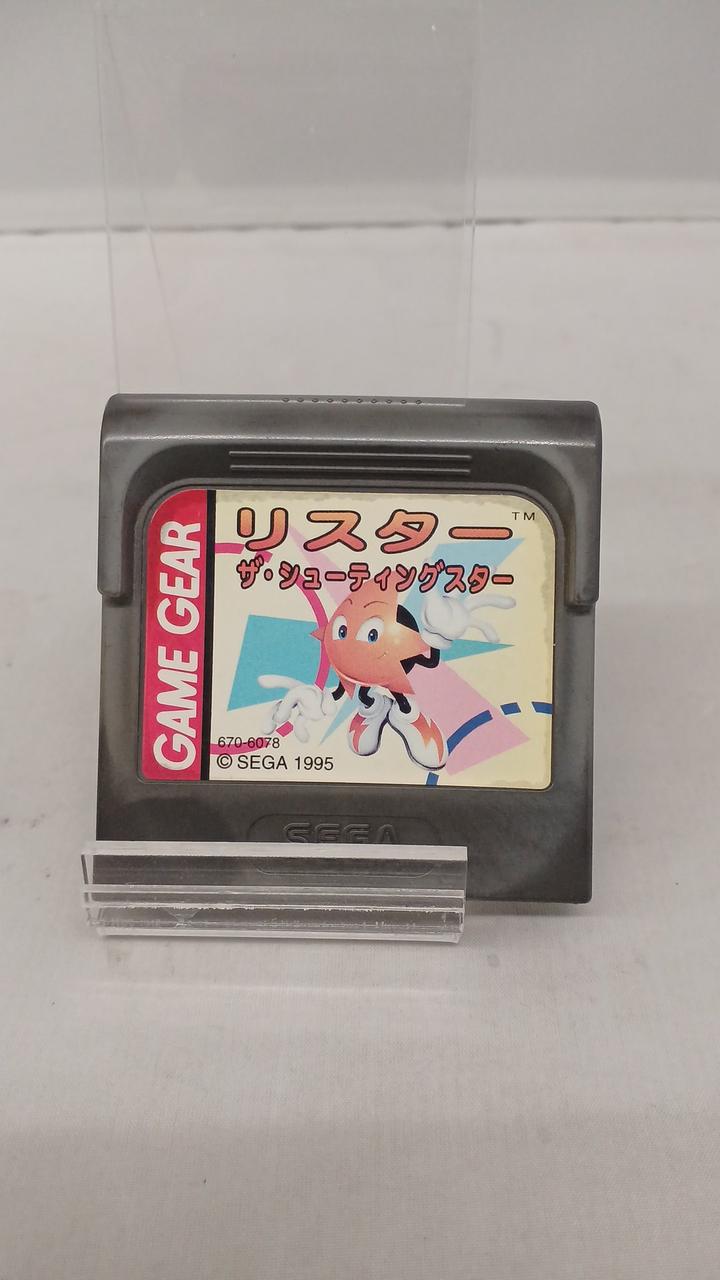 リスター™
ザ・シューティングスター
GAME GEAR
670-6078
© SEGA 1995
SEGA